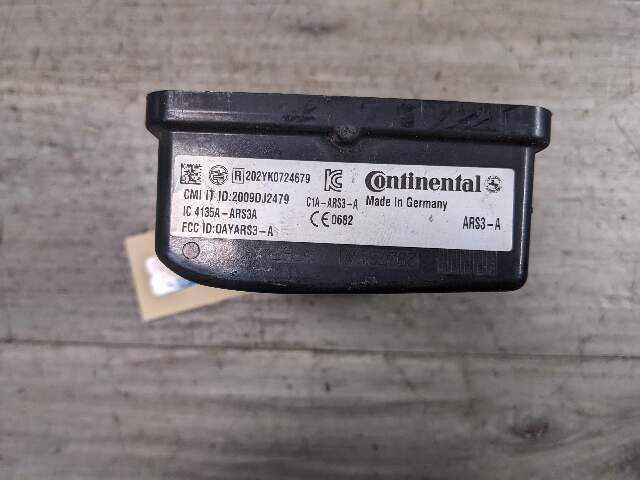 R 202YK0724679
Continental
CMI IT ID:2009DJ2479
C1A-ARS3-A
Made in Germany
IC 4135A-ARS3A
CE 0682
ARS3-A
FCC ID:OAYARS3-A